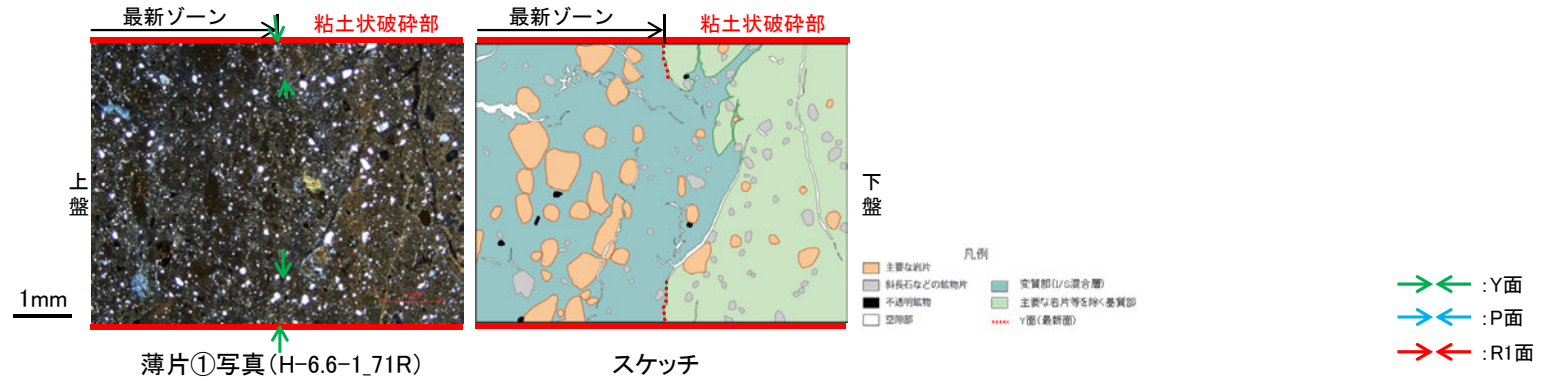 最新ゾーン
粘土状破砕部
最新ゾーン
粘土状破砕部
上盤
下盤
1mm
薄片①写真(H-6.6-1_71R)
スケッチ
凡例
主要な岩片
斜長石などの鉱物片
不透明鉱物
空隙部
変質部(I/S混合層)
主要な岩片等を除く基質部
Y面(最新面)
:Y面
:P面
:R1面